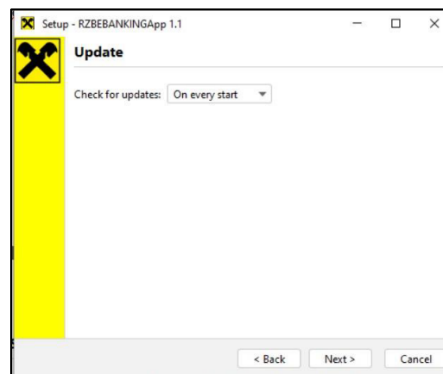 Setup - RZBEBANKINGApp 1.1
Update
Check for updates: On every start
< Back Next > Cancel